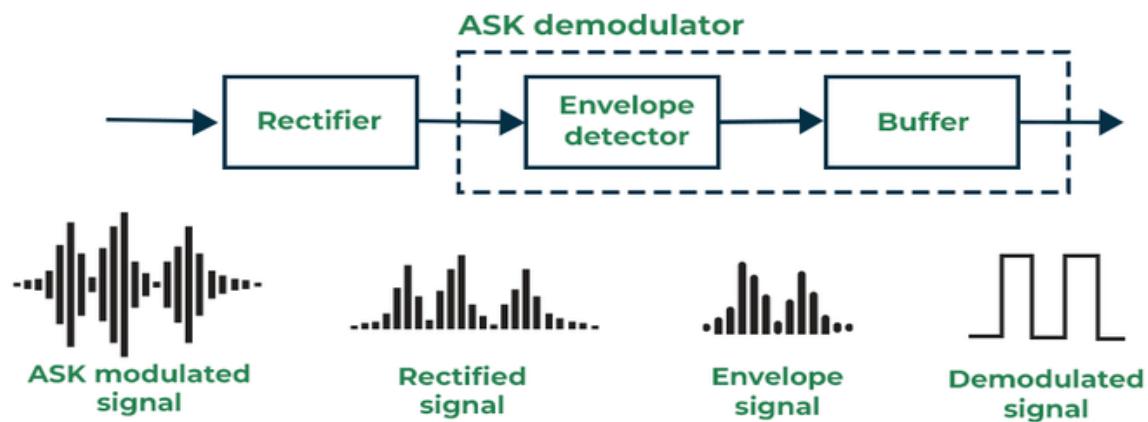 ASK demodulator
Rectifier
Envelope
detector
Buffer
ASK modulated
signal
Rectified
signal
Envelope
signal
Demodulated
signal